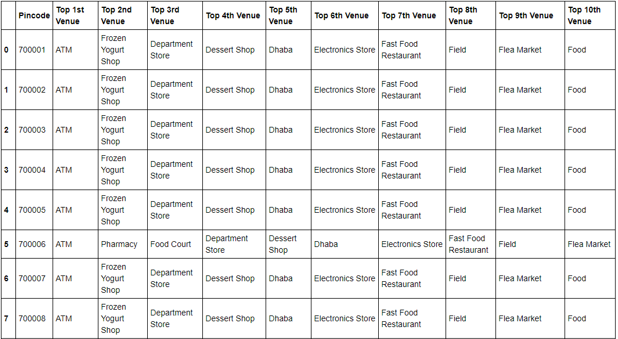 Pincode Top 1st Venue Top 2nd Venue Top 3rd Venue Top 4th Venue Top 5th Venue Top 6th Venue Top 7th Venue Top 8th Venue Top 9th Venue Top 10th Venue
0 700001 ATM Frozen Yogurt Shop Department Store Dessert Shop Dhaba Electronics Store Fast Food Restaurant Field Flea Market Food
1 700002 ATM Frozen Yogurt Shop Department Store Dessert Shop Dhaba Electronics Store Fast Food Restaurant Field Flea Market Food
2 700003 ATM Frozen Yogurt Shop Department Store Dessert Shop Dhaba Electronics Store Fast Food Restaurant Field Flea Market Food
3 700004 ATM Frozen Yogurt Shop Department Store Dessert Shop Dhaba Electronics Store Fast Food Restaurant Field Flea Market Food
4 700005 ATM Frozen Yogurt Shop Department Store Dessert Shop Dhaba Electronics Store Fast Food Restaurant Field Flea Market Food
5 700006 ATM Pharmacy Food Court Department Store Dessert Shop Dhaba Electronics Store Fast Food Restaurant Field Flea Market
6 700007 ATM Frozen Yogurt Shop Department Store Dessert Shop Dhaba Electronics Store Fast Food Restaurant Field Flea Market Food
7 700008 ATM Frozen Yogurt Shop Department Store Dessert Shop Dhaba Electronics Store Fast Food Restaurant Field Flea Market Food